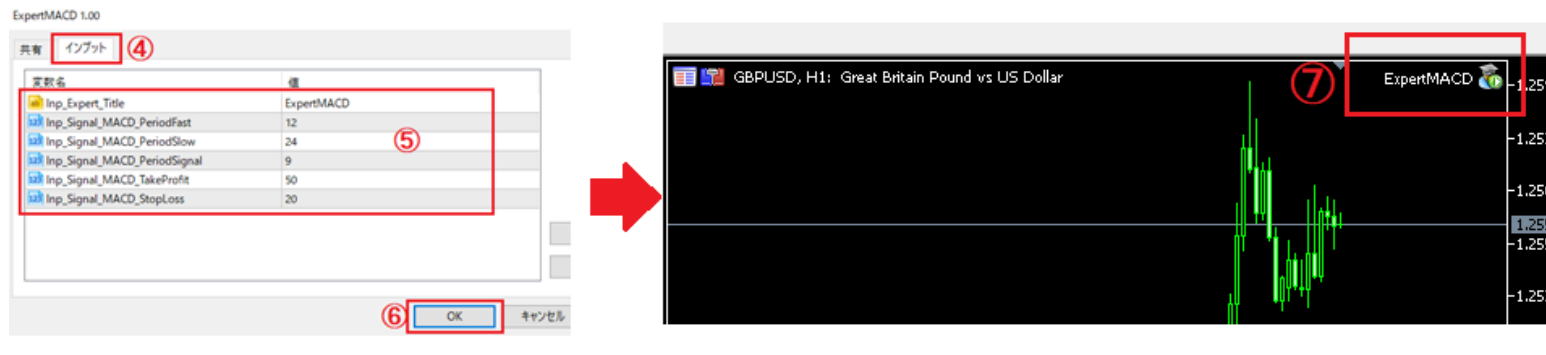 ExpertMACD 1.00
共有 インプット ④
変数名 値
Inp_Expert_Title ExpertMACD
Inp_Signal_MACD_PeriodFast 12
Inp_Signal_MACD_PeriodSlow 24
⑤
Inp_Signal_MACD_PeriodSignal 9
Inp_Signal_MACD_TakeProfit 50
Inp_Signal_MACD_StopLoss 20
⑥ OK キャンセル
GBPUSD, H1: Great Britain Pound vs US Dollar
⑦ ExpertMACD